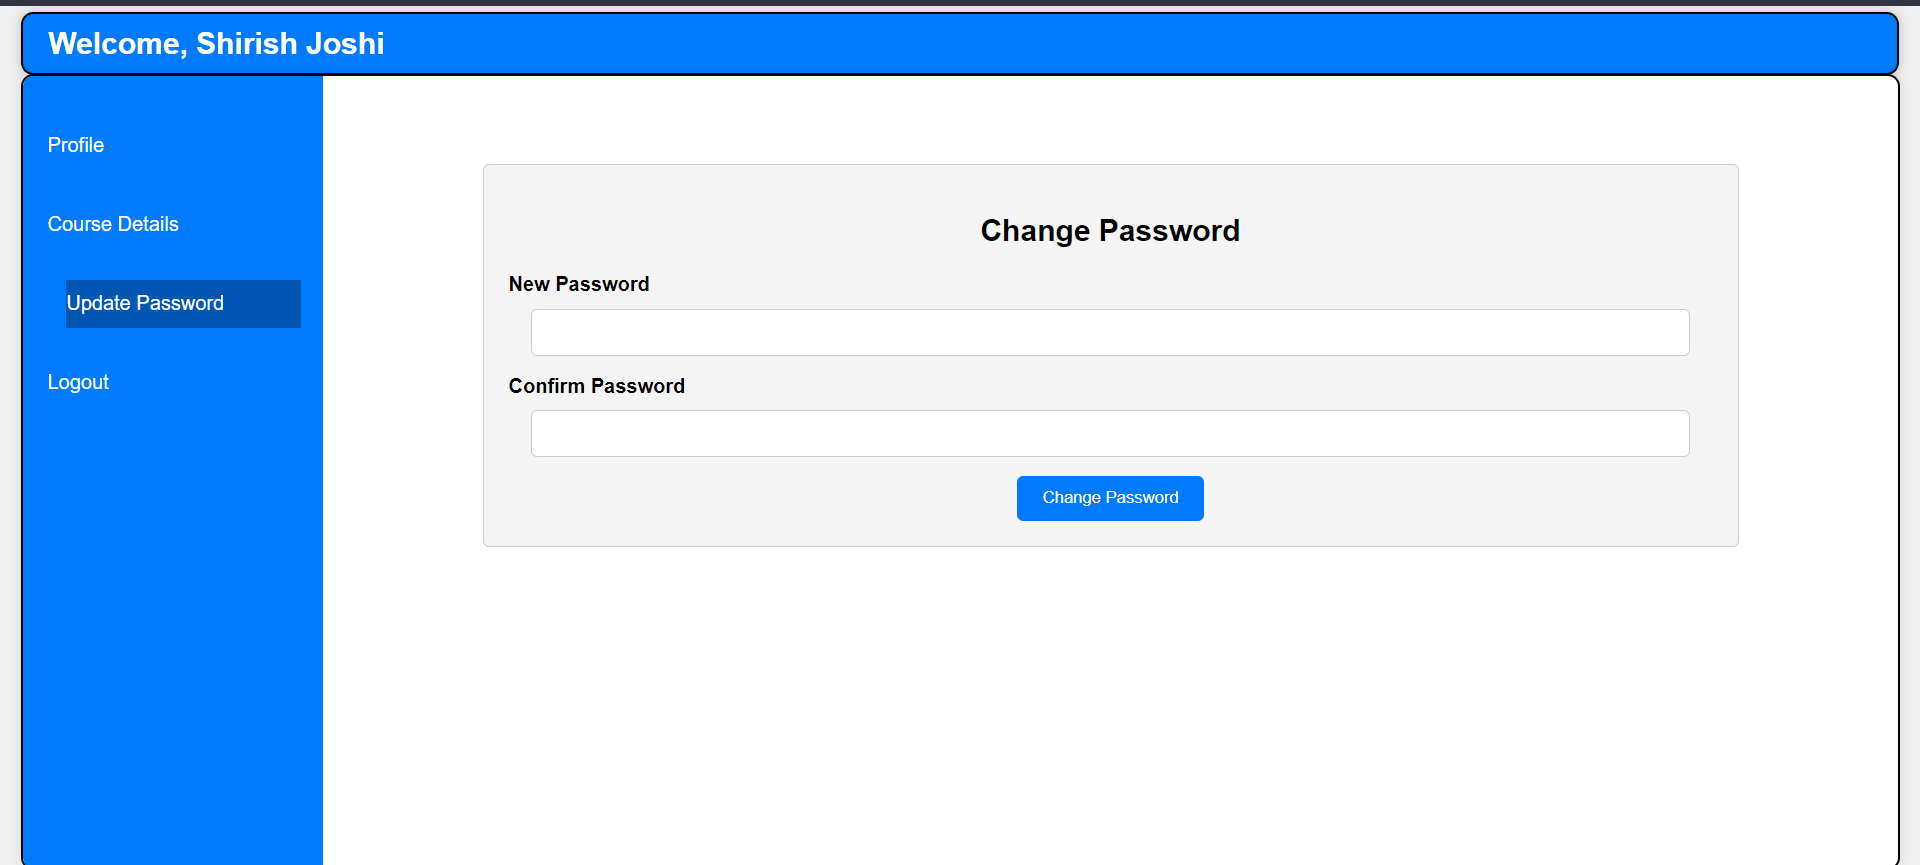 Welcome, Shirish Joshi
Profile
Course Details
Update Password
Logout
Change Password
New Password
Confirm Password
Change Password